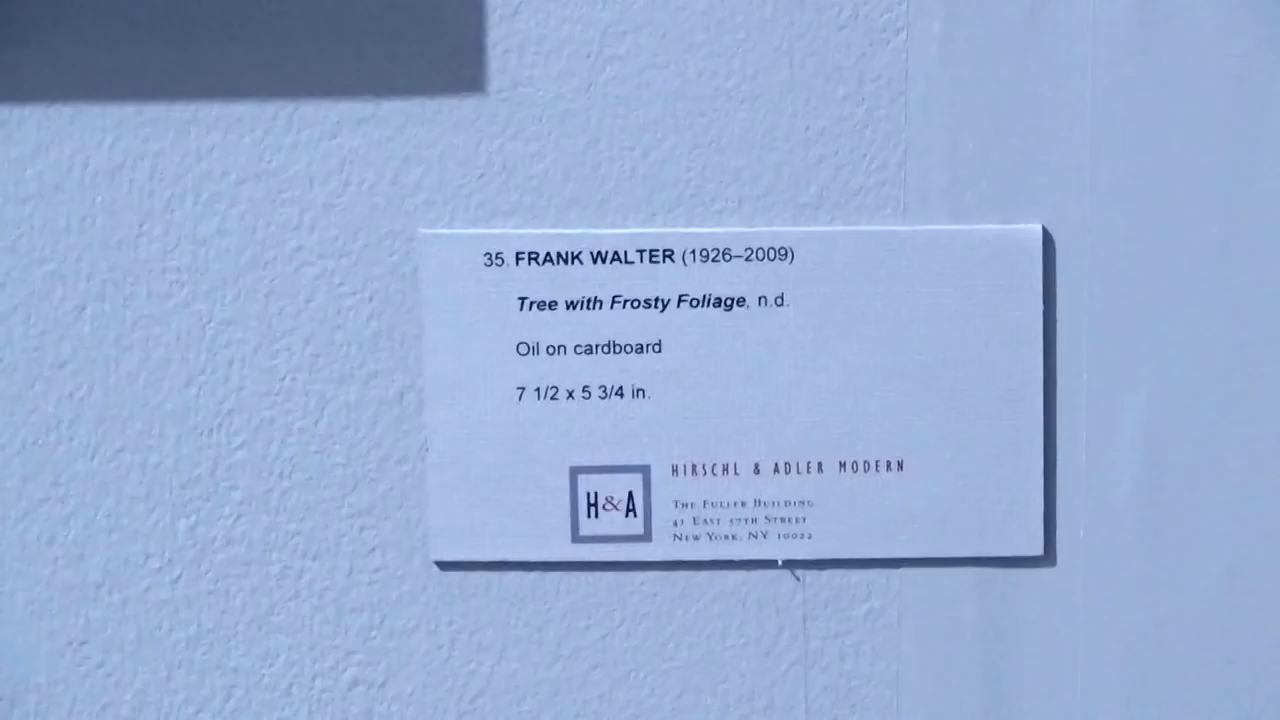 35. FRANK WALTER (1926–2009)
Tree with Frosty Foliage, n.d.
Oil on cardboard
7 1/2 x 5 3/4 in.
H&A
HIRSCHL & ADLER MODERN
THE FULLER BUILDING
41 EAST 57TH STREET
NEW YORK, NY 10022